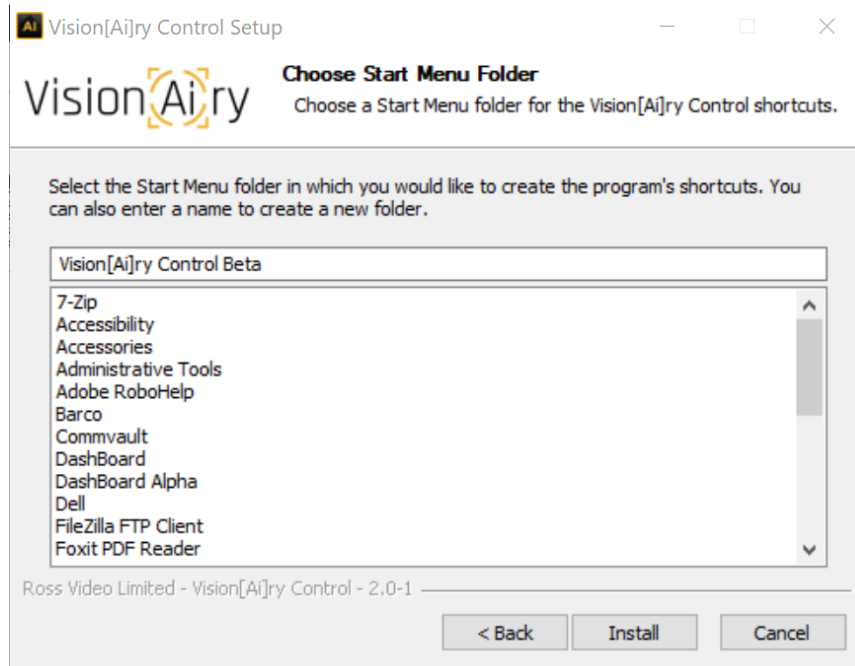 AI Vision[Ai]ry Control Setup
Vision[Ai]ry
Choose Start Menu Folder
Choose a Start Menu folder for the Vision[Ai]ry Control shortcuts.
Select the Start Menu folder in which you would like to create the program's shortcuts. You
can also enter a name to create a new folder.
Vision[Ai]ry Control Beta
7-Zip
Accessibility
Accessories
Administrative Tools
Adobe RoboHelp
Barco
Commvault
DashBoard
DashBoard Alpha
Dell
FileZilla FTP Client
Foxit PDF Reader
Ross Video Limited - Vision[Ai]ry Control - 2.0-1
< Back Install Cancel